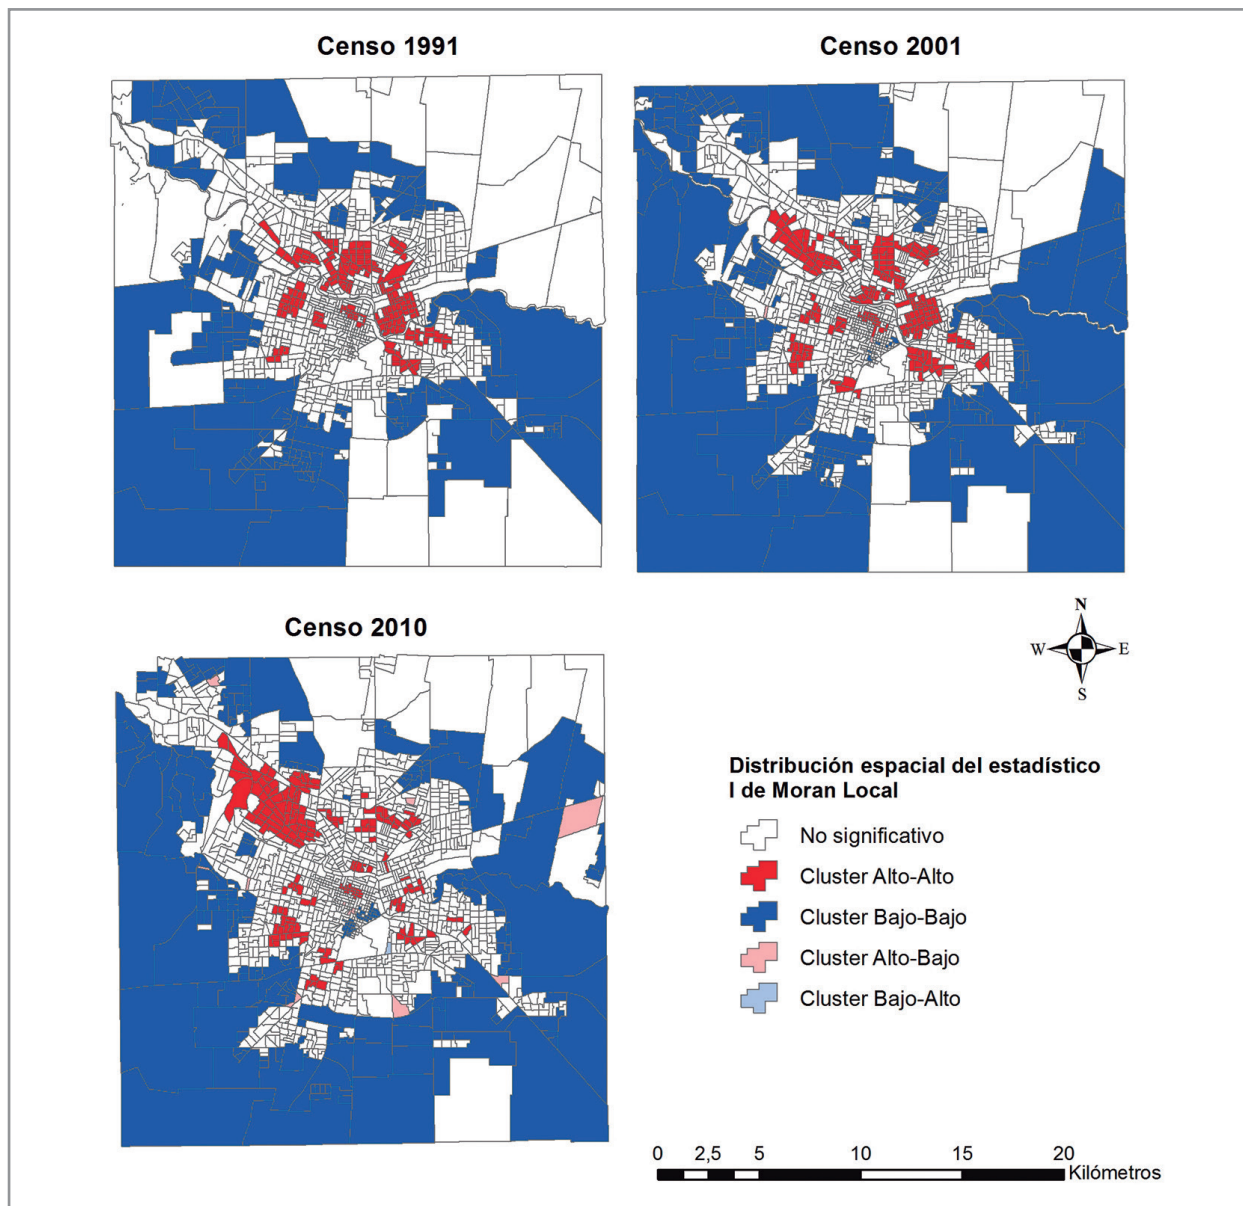 Censo 1991
Censo 2001
Censo 2010
N
W
E
S
Distribución espacial del estadístico
I de Moran Local
No significativo
Cluster Alto-Alto
Cluster Bajo-Bajo
Cluster Alto-Bajo
Cluster Bajo-Alto
0 2,5 5 10 15 20
Kilómetros